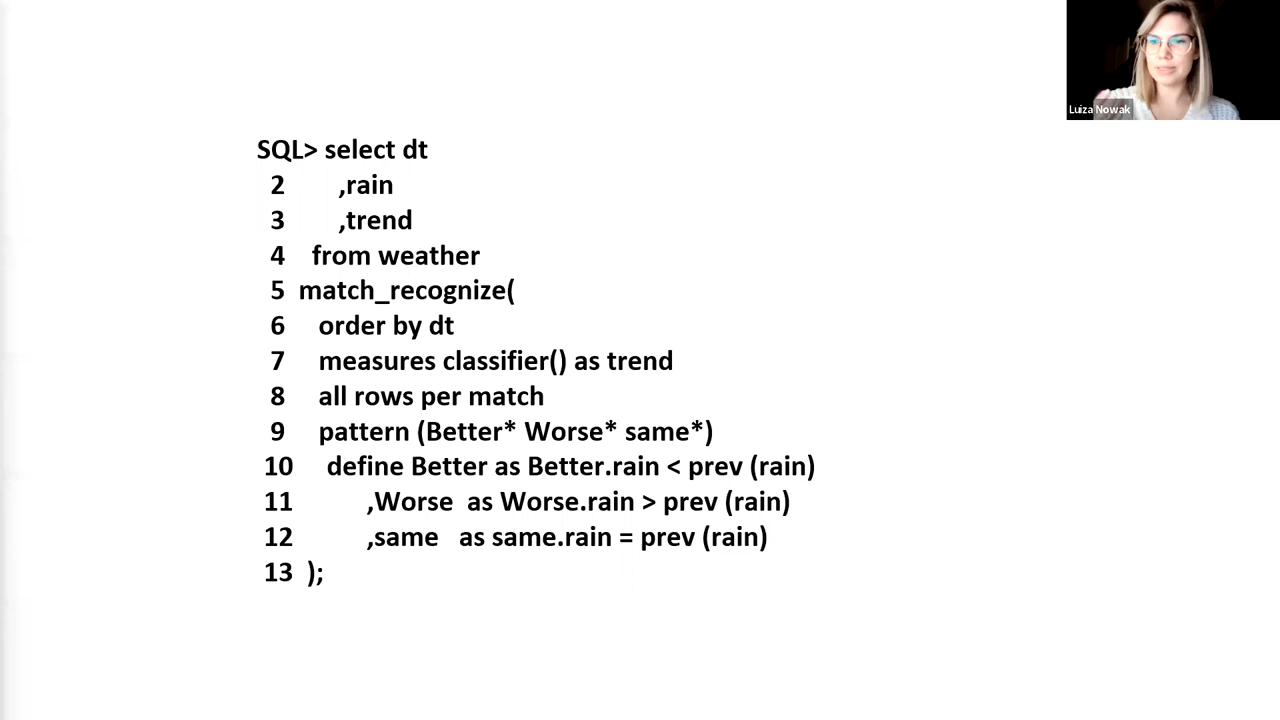 Luiza Nowak
SQL> select dt
2 ,rain
3 ,trend
4 from weather
5 match_recognize(
6 order by dt
7 measures classifier() as trend
8 all rows per match
9 pattern (Better* Worse* same*)
10 define Better as Better.rain < prev (rain)
11 ,Worse as Worse.rain > prev (rain)
12 ,same as same.rain = prev (rain)
13 );